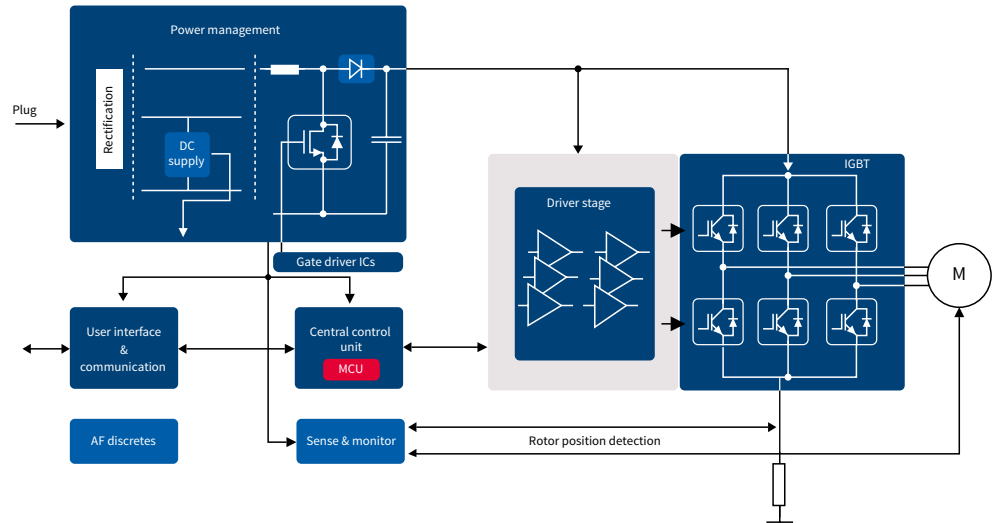 Power management
Plug
Rectification
DC
supply
IGBT
Driver stage
Gate driver ICs
M
User interface
&
communication
Central control
unit
MCU
AF discretes
Sense & monitor
Rotor position detection